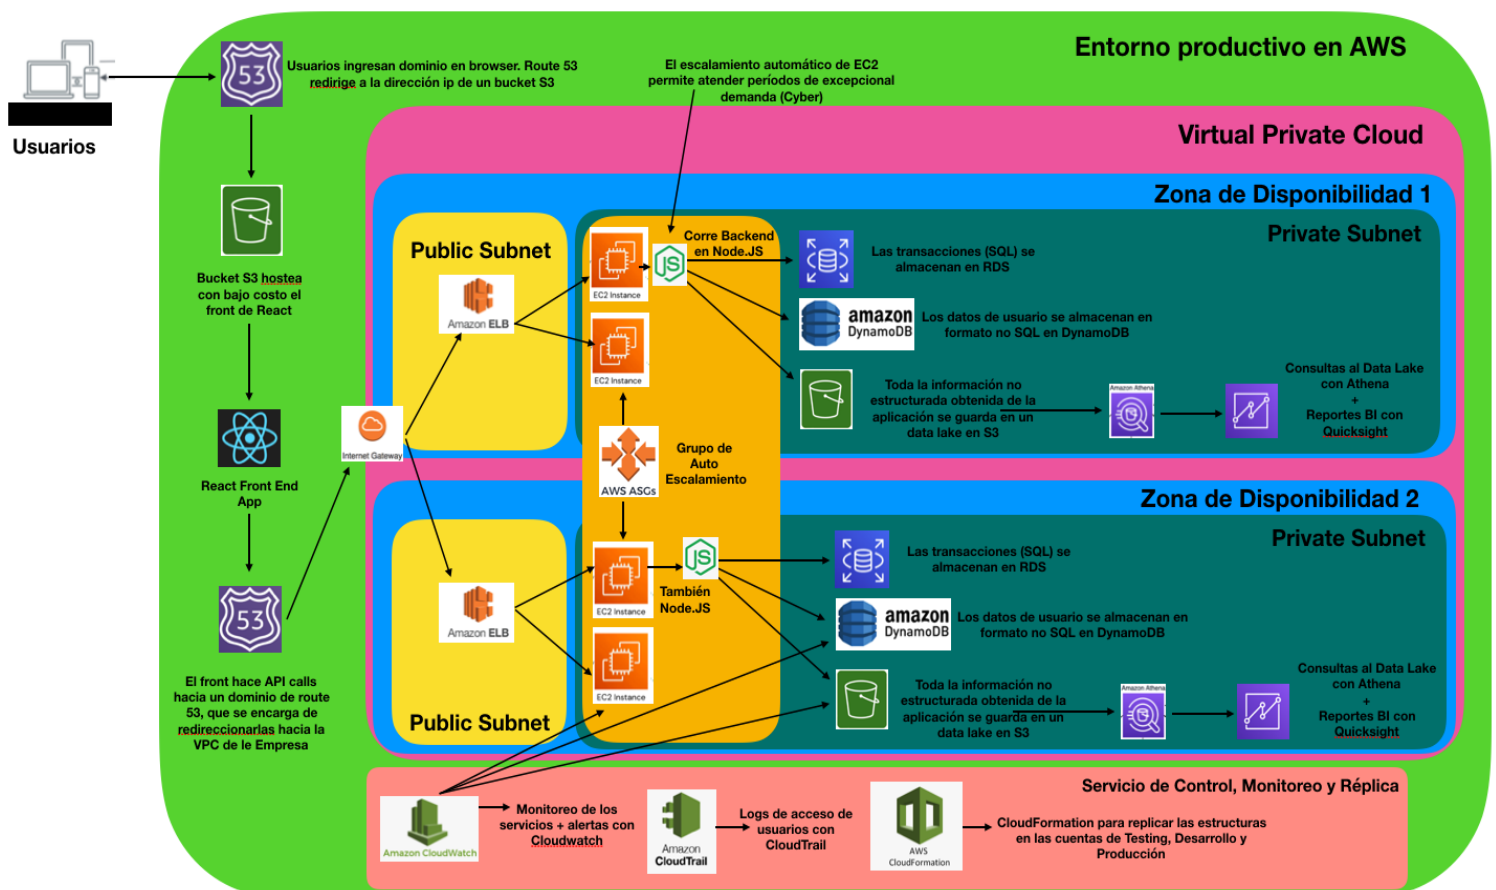 Entorno productivo en AWS
53
Usuarios ingresan dominio en browser. Route 53
redirige a la dirección ip de un bucket S3
El escalamiento automático de EC2
permite atender períodos de excepcional
demanda (Cyber)
Usuarios
Virtual Private Cloud
Zona de Disponibilidad 1
Public Subnet
Private Subnet
Corre Backend
en Node.JS
JS
EC2 Instance
Las transacciones (SQL) se
almacenan en RDS
Bucket S3 hostea
con bajo costo el
front de React
Amazon ELB
amazon
DynamoDB
Los datos de usuario se almacenan en
formato no SQL en DynamoDB
EC2 Instance
Toda la información no
estructurada obtenida de la
aplicación se guarda en un
data lake en S3
Amazon Athena
Consultas al Data Lake
con Athena
+
Reportes BI con
Quicksight
Internet Gateway
AWS ASGs
Grupo de
Auto
Escalamiento
React Front End
App
Zona de Disponibilidad 2
Private Subnet
53
Amazon ELB
EC2 Instance
JS
También
Node.JS
Las transacciones (SQL) se
almacenan en RDS
amazon
DynamoDB
Los datos de usuario se almacenan en
formato no SQL en DynamoDB
EC2 Instance
Public Subnet
El front hace API calls
hacia un dominio de route
53, que se encarga de
redireccionarlas hacia la
VPC de le Empresa
Toda la información no
estructurada obtenida de la
aplicación se guarda en un
data lake en S3
Amazon Athena
Consultas al Data Lake
con Athena
+
Reportes BI con
Quicksight
Servicio de Control, Monitoreo y Réplica
Amazon CloudWatch
Monitoreo de los
servicios + alertas con
Cloudwatch
Amazon
CloudTrail
Logs de acceso de
usuarios con
CloudTrail
AWS
CloudFormation
CloudFormation para replicar las estructuras
en las cuentas de Testing, Desarrollo y
Producción